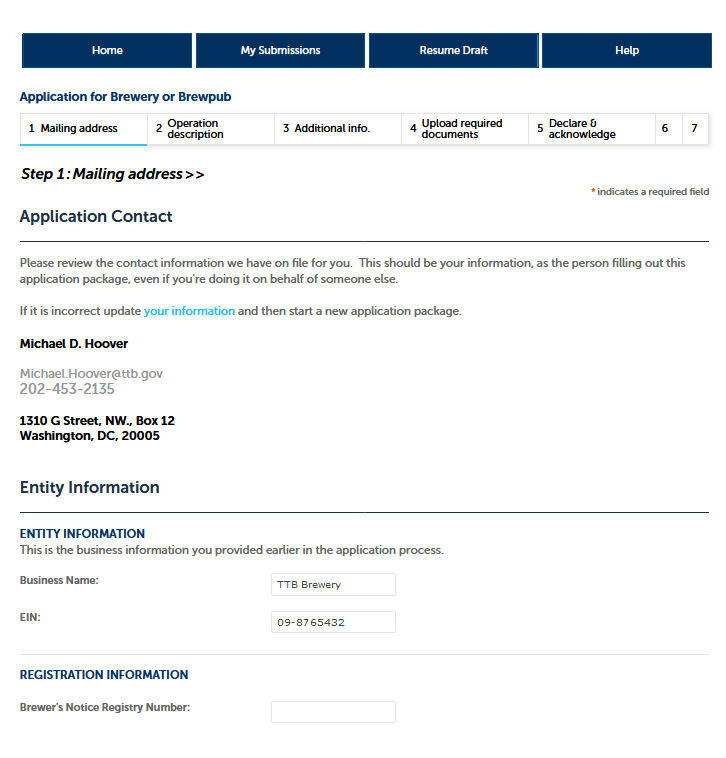 Home
My Submissions
Resume Draft
Help
Application for Brewery or Brewpub
1 Mailing address
2 Operation description
3 Additional info.
4 Upload required documents
5 Declare & acknowledge
6
7
Step 1: Mailing address>>
* indicates a required field
Application Contact
Please review the contact information we have on file for you. This should be your information, as the person filling out this
application package, even if you're doing it on behalf of someone else.
If it is incorrect update your information and then start a new application package.
Michael D. Hoover
Michael.Hoover@ttb.gov
202-453-2135
1310 G Street, NW., Box 12
Washington, DC, 20005
Entity Information
ENTITY INFORMATION
This is the business information you provided earlier in the application process.
Business Name:
TTB Brewery
EIN:
09-8765432
REGISTRATION INFORMATION
Brewer's Notice Registry Number: